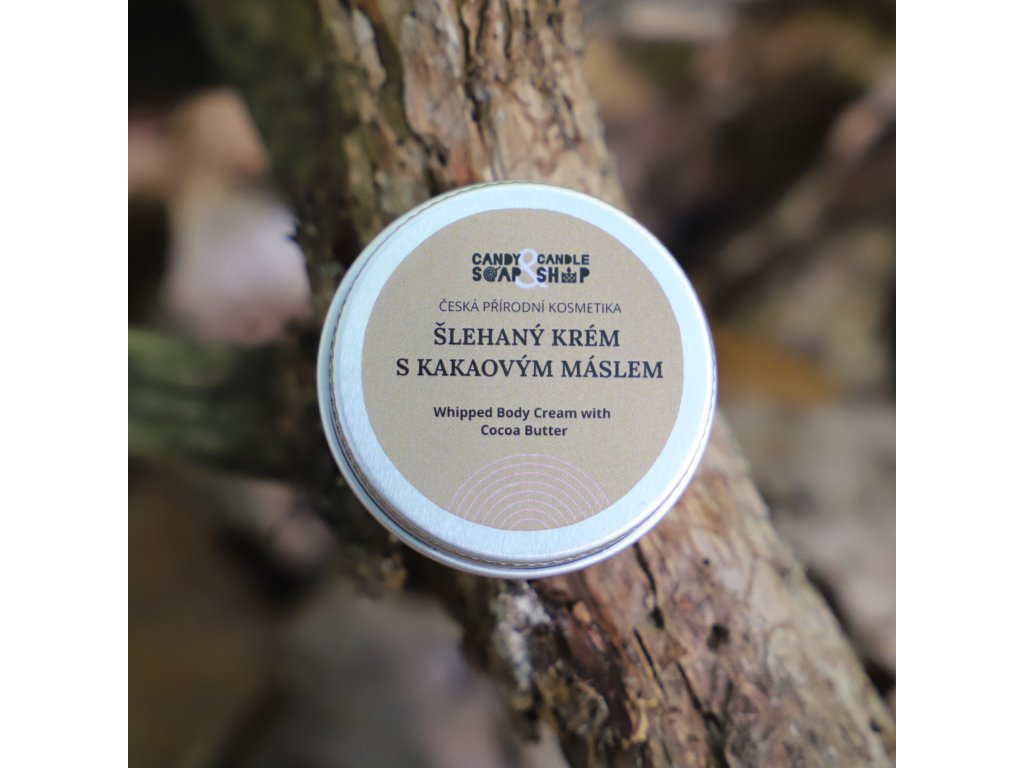 CANDY & CANDLE
SOAP SHOP
ČESKÁ PŘÍRODNÍ KOSMETIKA
ŠLEHANÝ KRÉM
S KAKAOVÝM MÁSLEM
Whipped Body Cream with
Cocoa Butter